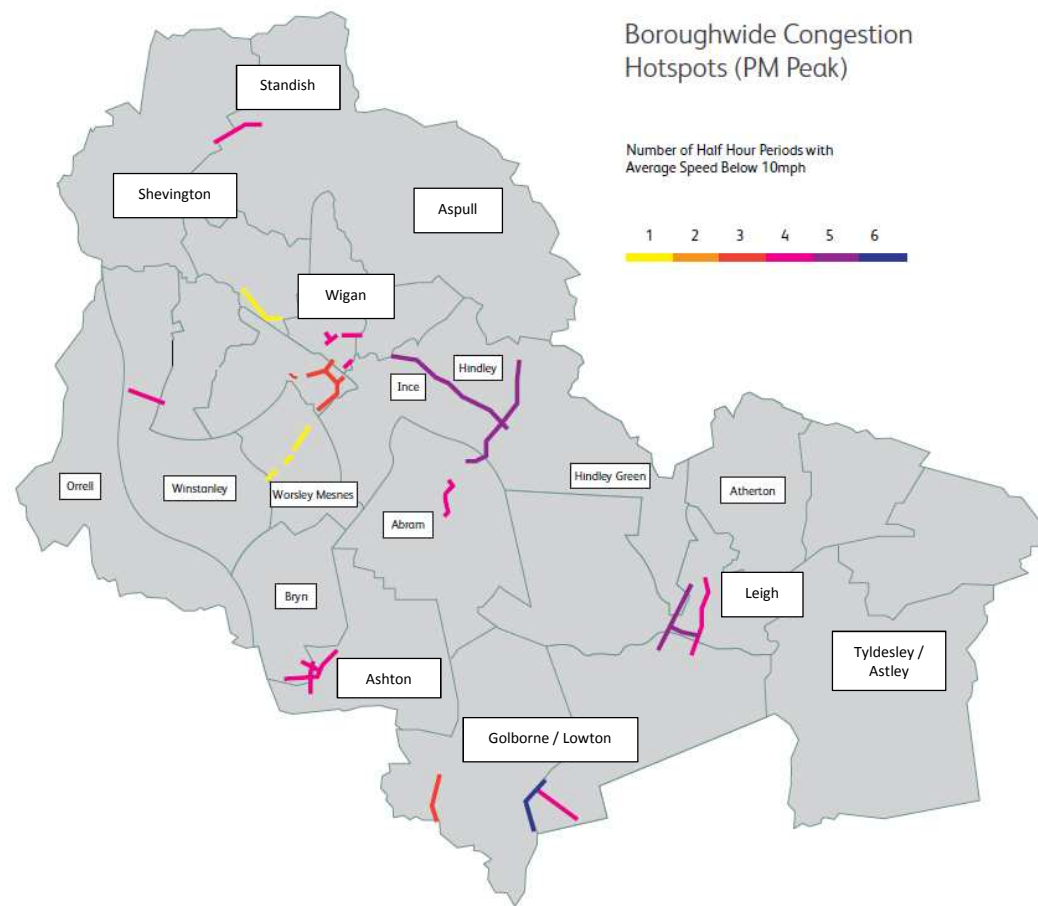 Boroughwide Congestion
Hotspots (PM Peak)
Number of Half Hour Periods with
Average Speed Below 10mph
1 2 3 4 5 6
Standish
Shevington
Aspull
Wigan
Hindley
Ince
Orrell
Winstanley
Worsley Mesnes
Hindley Green
Atherton
Abram
Bryn
Leigh
Tyldesley /
Astley
Ashton
Golborne / Lowton